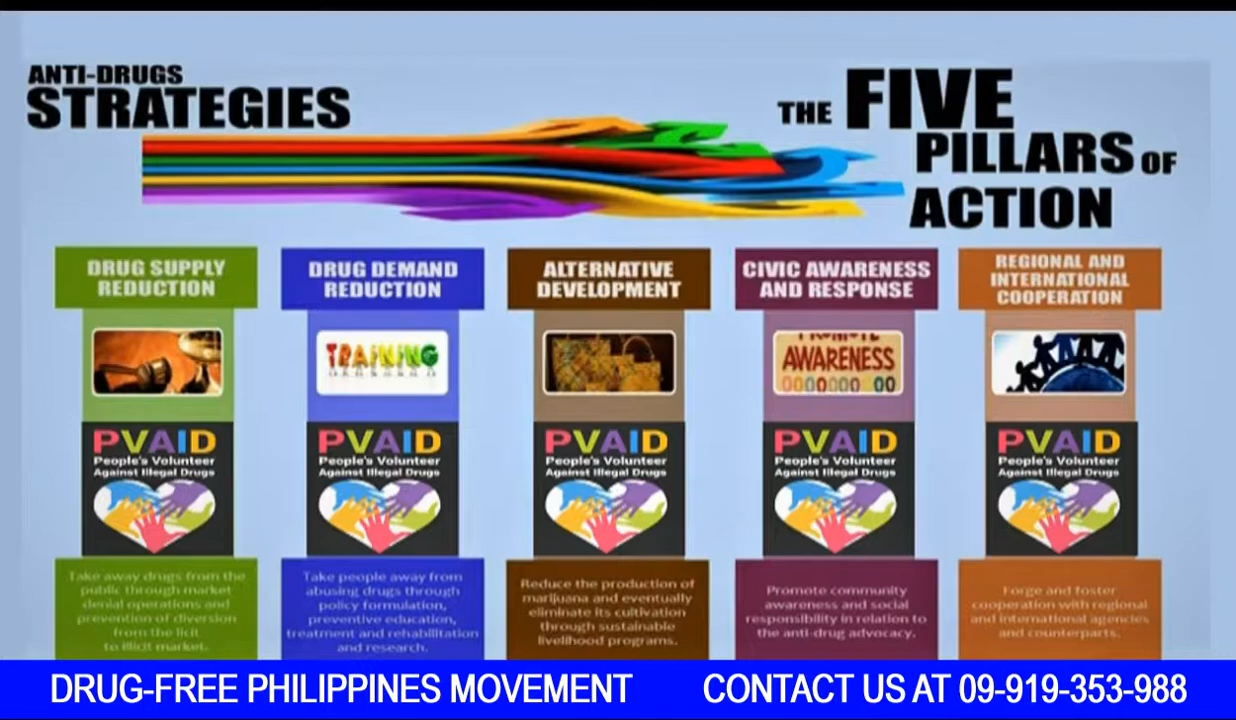 ANTI-DRUGS
STRATEGIES
THE FIVE
PILLARS OF
ACTION
DRUG SUPPLY
REDUCTION
PVAID
People's Volunteer
Against Illegal Drugs
Take away drugs from the
public through market
denial operations and
prevention of diversion
from the licit
to illicit market.
DRUG DEMAND
REDUCTION
TRAINING
PVAID
People's Volunteer
Against Illegal Drugs
Take people away from
abusing drugs through
policy formulation,
preventive education,
treatment and rehabilitation
and research.
ALTERNATIVE
DEVELOPMENT
PVAID
People's Volunteer
Against Illegal Drugs
Reduce the production of
marijuana and eventually
eliminate its cultivation
through sustainable
livelihood programs.
CIVIC AWARENESS
AND RESPONSE
PROMOTE
AWARENESS
PVAID
People's Volunteer
Against Illegal Drugs
Promote community
awareness and social
responsibility in relation to
the anti-drug advocacy.
REGIONAL AND
INTERNATIONAL
COOPERATION
PVAID
People's Volunteer
Against Illegal Drugs
Forge and foster
cooperation with regional
and international agencies
and counterparts.
DRUG-FREE PHILIPPINES MOVEMENT CONTACT US AT 09-919-353-988